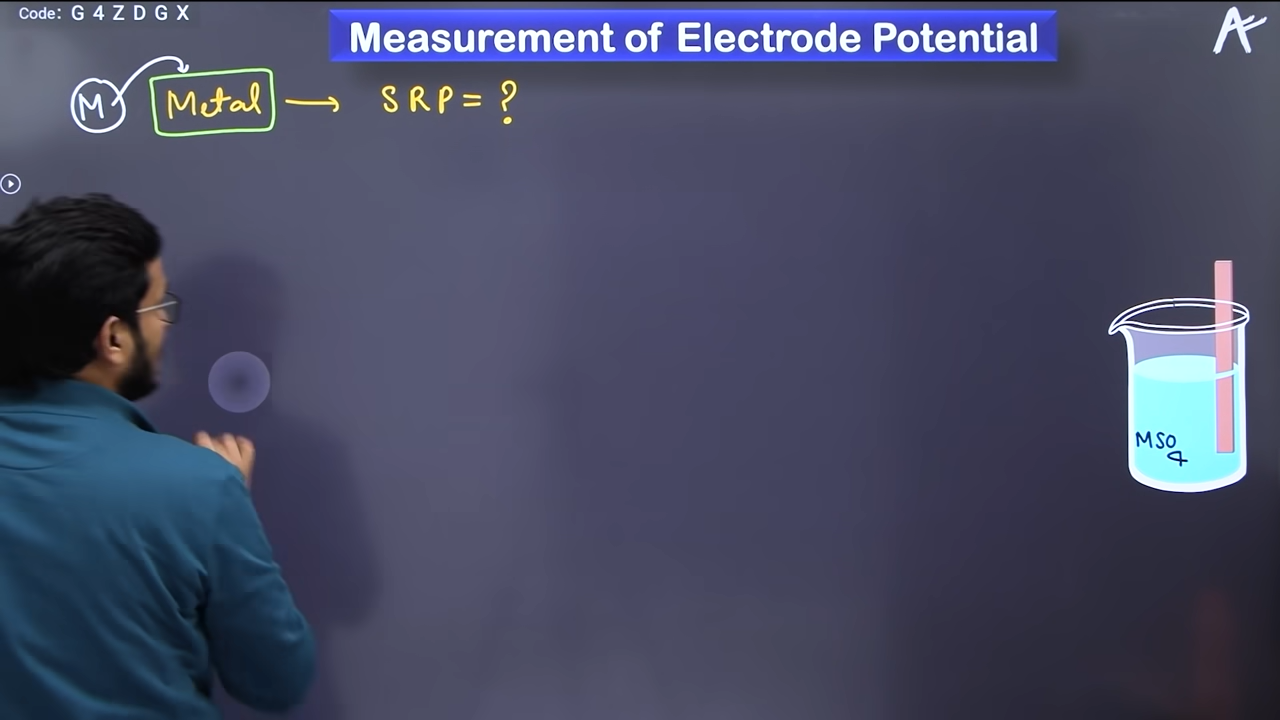 Code: G 4 Z D G X
Measurement of Electrode Potential
M Metal → SRP = ?
MSO4